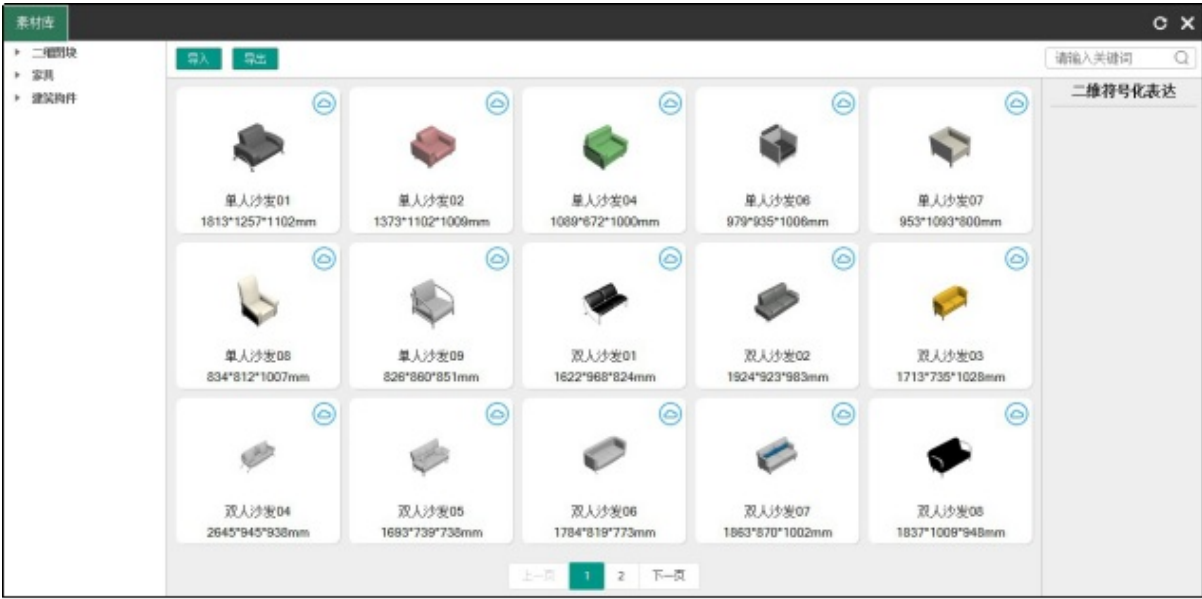 素材库
二维图块
家具
建筑构件
导入 导出
请输入关键词
二维符号化表达
单人沙发01 单人沙发02 单人沙发04 单人沙发06 单人沙发07
1813*1257*1102mm 1373*1102*1009mm 1089*672*1000mm 979*935*1006mm 953*1093*800mm
单人沙发08 单人沙发09 双人沙发01 双人沙发02 双人沙发03
834*812*1007mm 826*860*851mm 1622*968*824mm 1924*923*983mm 1713*735*1028mm
双人沙发04 双人沙发05 双人沙发06 双人沙发07 双人沙发08
2645*945*938mm 1693*739*738mm 1784*819*773mm 1863*870*1002mm 1837*1009*948mm
上一页 1 2 下一页